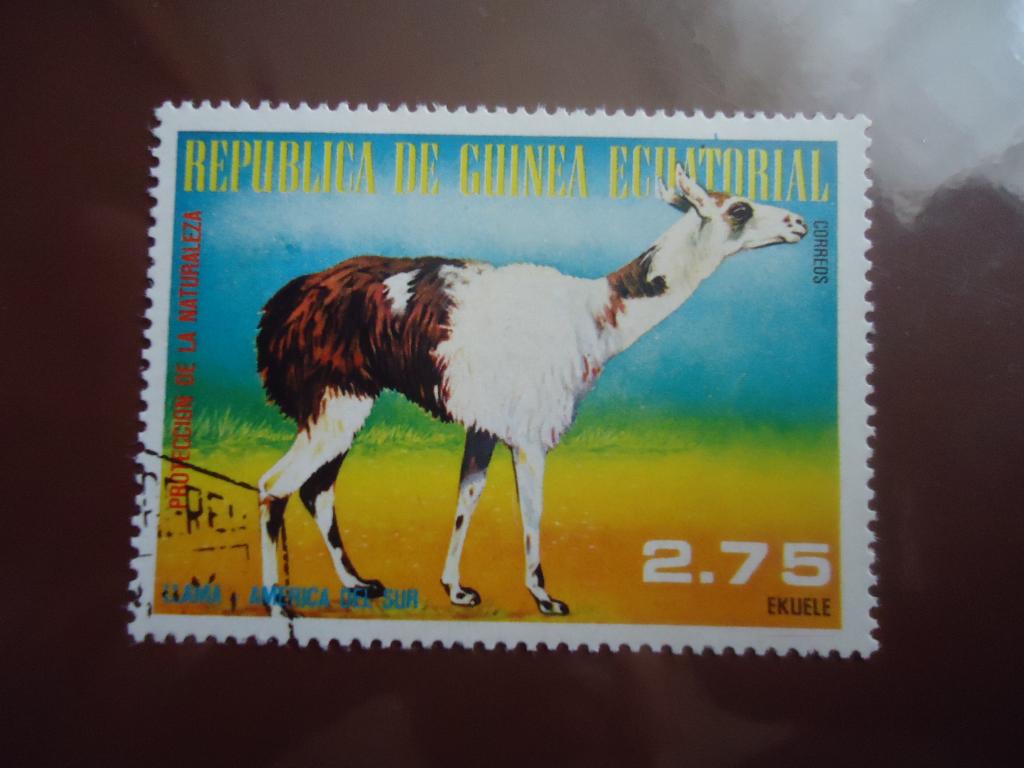 REPUBLICA DE GUINEA ECUATORIAL
PROTECCION DE LA NATURALEZA
CORREOS
2.75
EKUELE
LLAMA, AMERICA DEL SUR